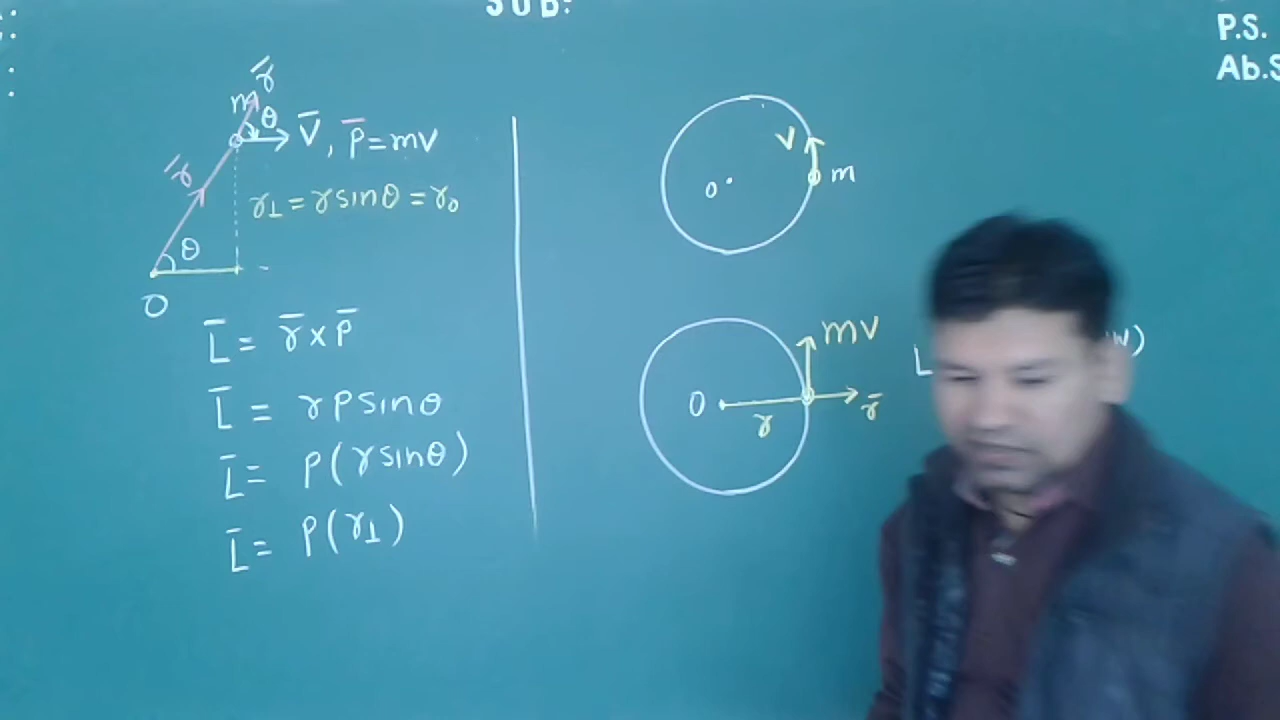 SUB:
P.S.
Ab.S
r̅
m
θ
V̅, P̅ = mV
r̅
r⊥ = r sinθ = r₀
θ
O
L̅ = r̅ × P̅
L̅ = r P sinθ
L̅ = P(r sinθ)
L̅ = P(r⊥)
V
O
m
mV
O
r
r̅
L